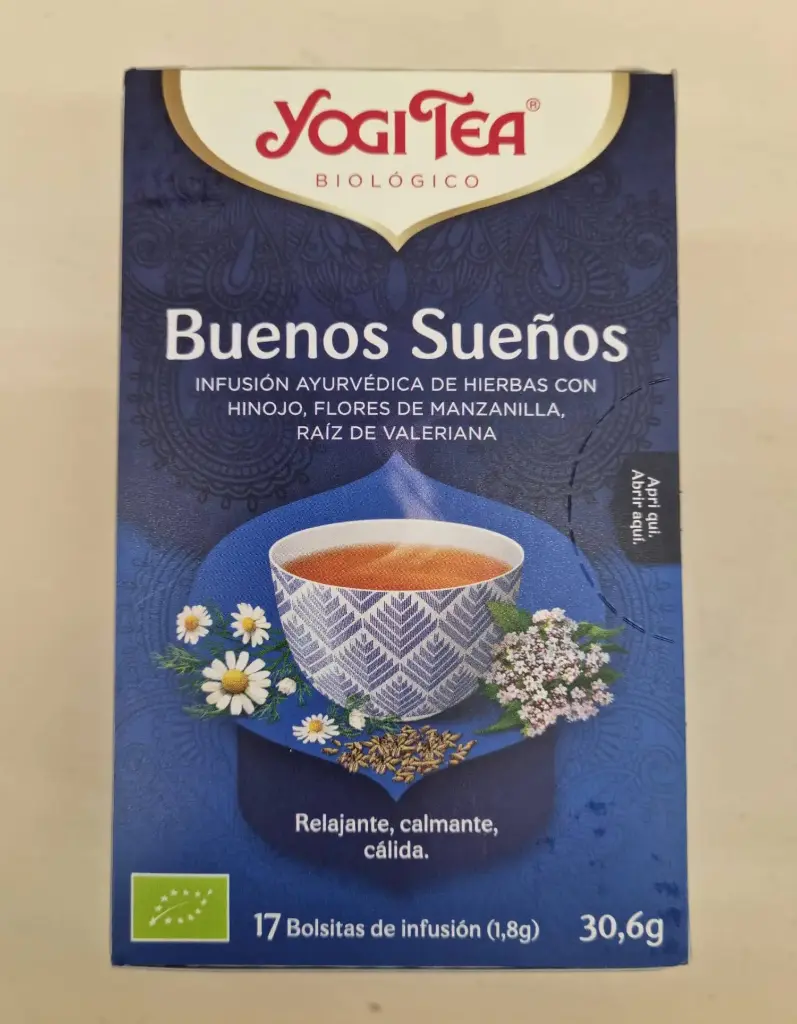 YOGI TEA®
BIOLÓGICO
Buenos Sueños
INFUSIÓN AYURVÉDICA DE HIERBAS CON
HINOJO, FLORES DE MANZANILLA,
RAÍZ DE VALERIANA
Apri qui.
Abrir aquí.
Relajante, calmante,
cálida.
17 Bolsitas de infusión (1,8g)
30,6g